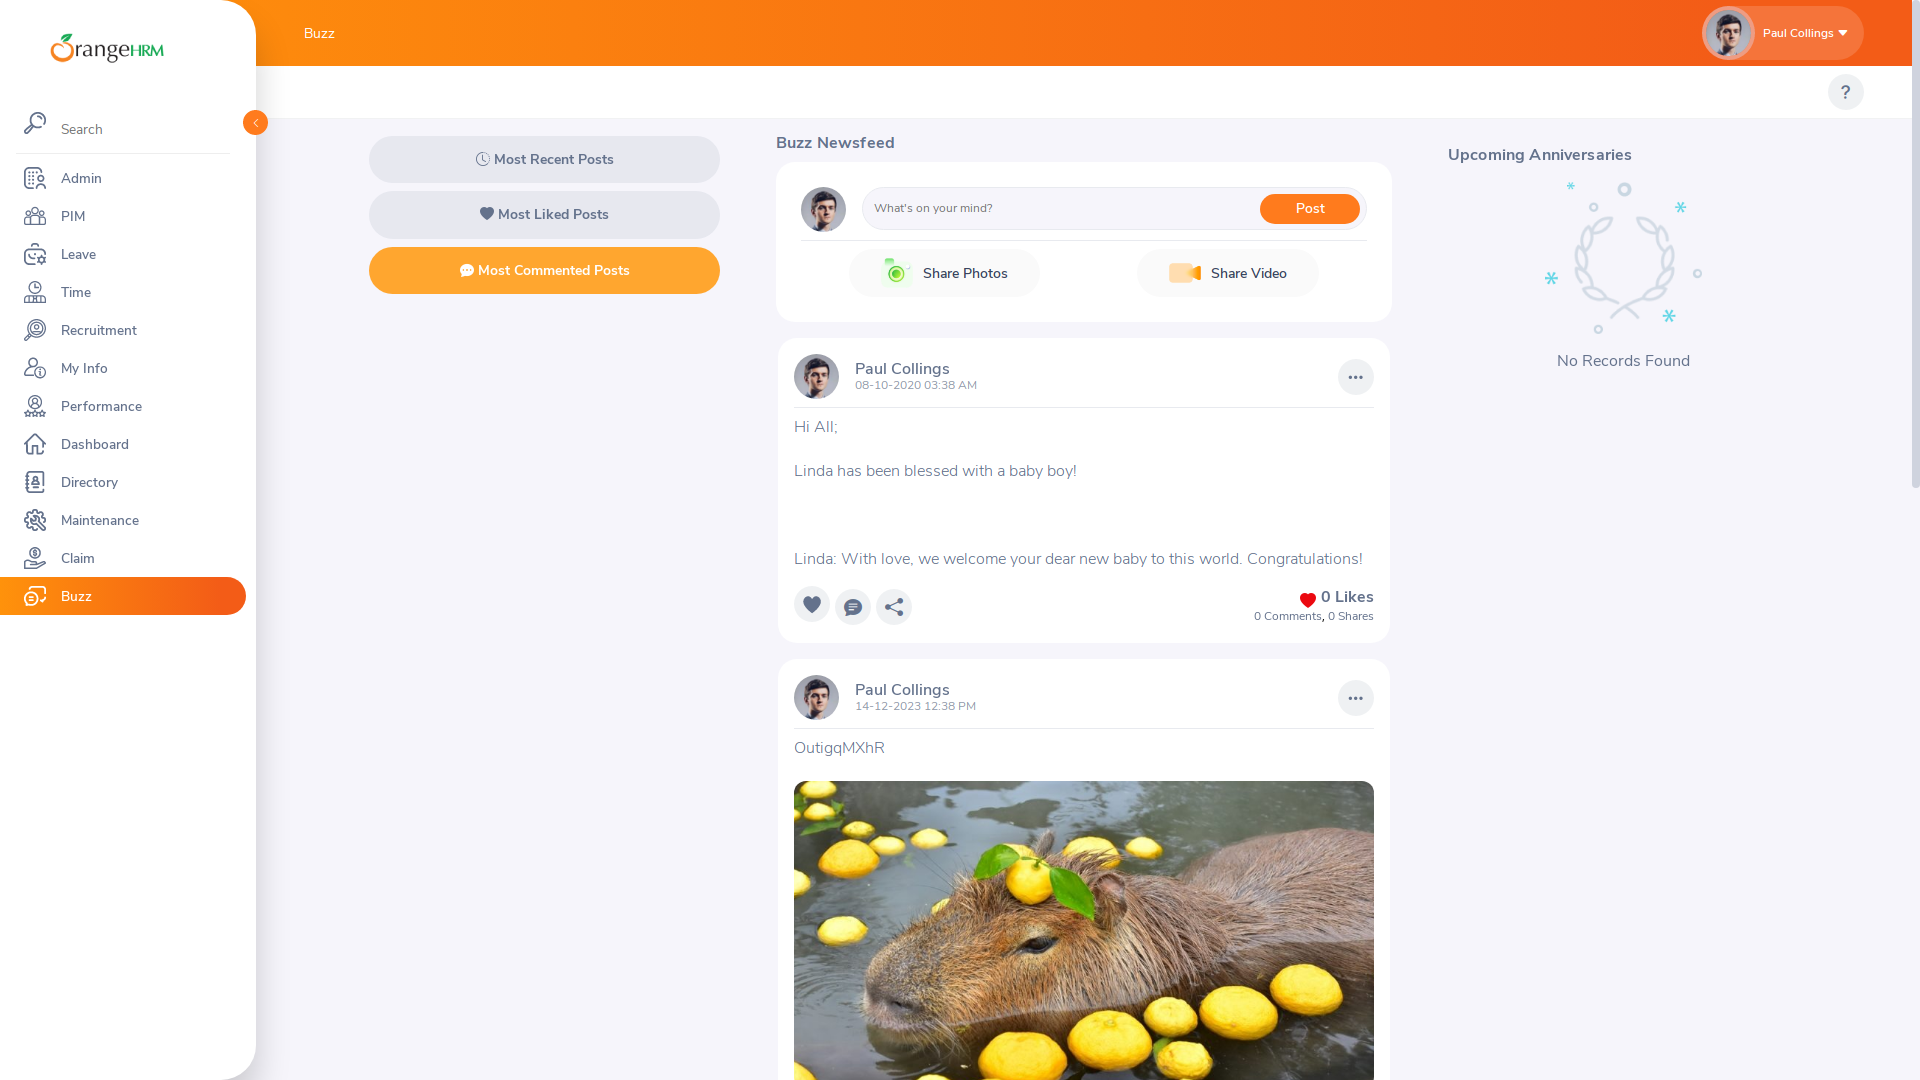 OrangeHRM
Buzz
Paul Collings
?
Search
Admin
PIM
Leave
Time
Recruitment
My Info
Performance
Dashboard
Directory
Maintenance
Claim
Buzz
Most Recent Posts
Most Liked Posts
Most Commented Posts
Buzz Newsfeed
What's on your mind?
Post
Share Photos
Share Video
Paul Collings
08-10-2020 03:38 AM
Hi All;
Linda has been blessed with a baby boy!
Linda: With love, we welcome your dear new baby to this world. Congratulations!
0 Likes
0 Comments, 0 Shares
Paul Collings
14-12-2023 12:38 PM
OutigqMXhR
Upcoming Anniversaries
No Records Found